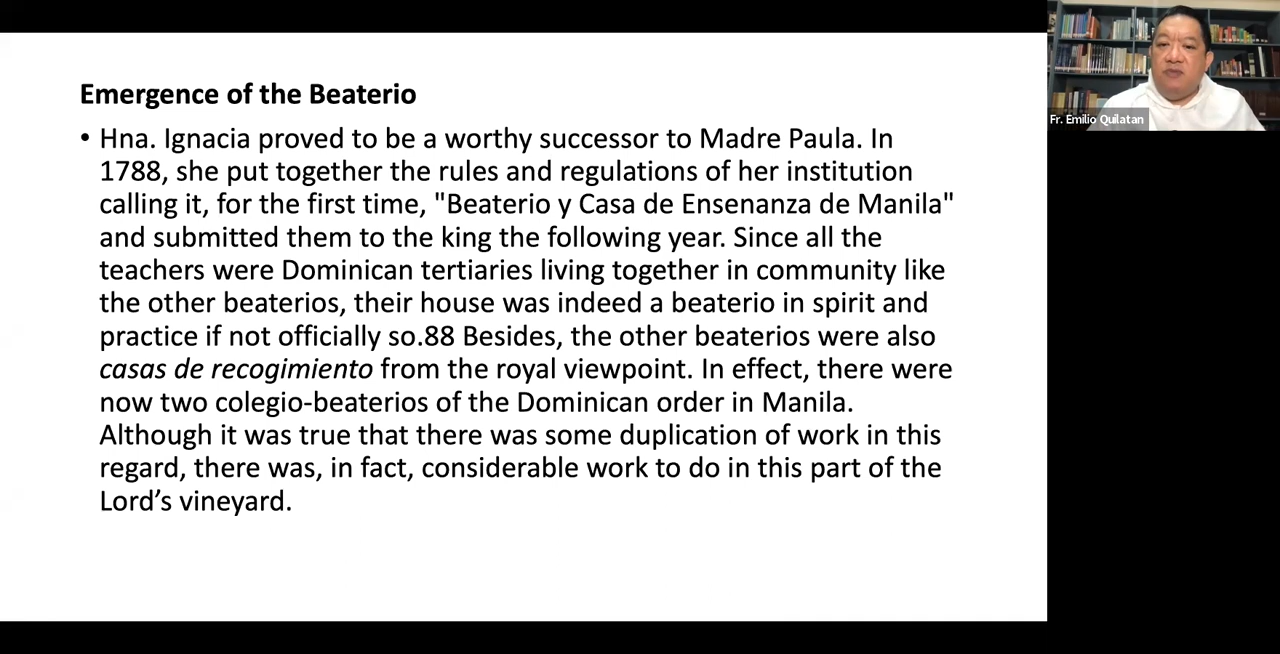 Emergence of the Beaterio
• Hna. Ignacia proved to be a worthy successor to Madre Paula. In
1788, she put together the rules and regulations of her institution
calling it, for the first time, "Beaterio y Casa de Ensenanza de Manila"
and submitted them to the king the following year. Since all the
teachers were Dominican tertiaries living together in community like
the other beaterios, their house was indeed a beaterio in spirit and
practice if not officially so.88 Besides, the other beaterios were also
casas de recogimiento from the royal viewpoint. In effect, there were
now two colegio-beaterios of the Dominican order in Manila.
Although it was true that there was some duplication of work in this
regard, there was, in fact, considerable work to do in this part of the
Lord’s vineyard.
Fr. Emilio Quilatan